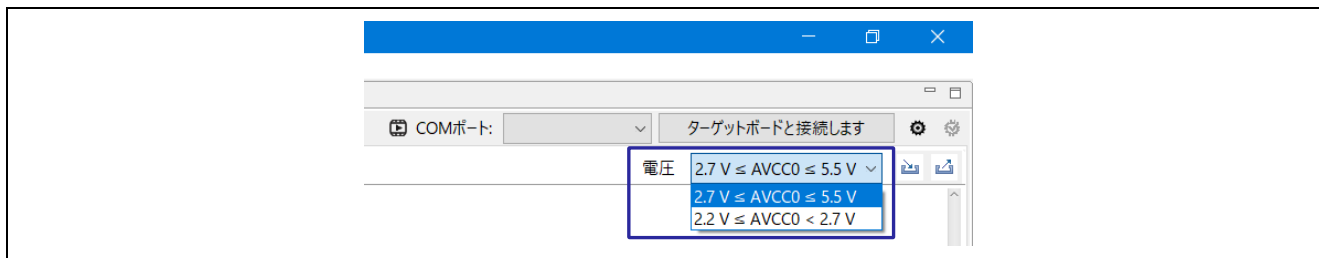 COMポート:
ターゲットボードと接続します
電圧 2.7 V ≤ AVCC0 ≤ 5.5 V
2.7 V ≤ AVCC0 ≤ 5.5 V
2.2 V ≤ AVCC0 < 2.7 V